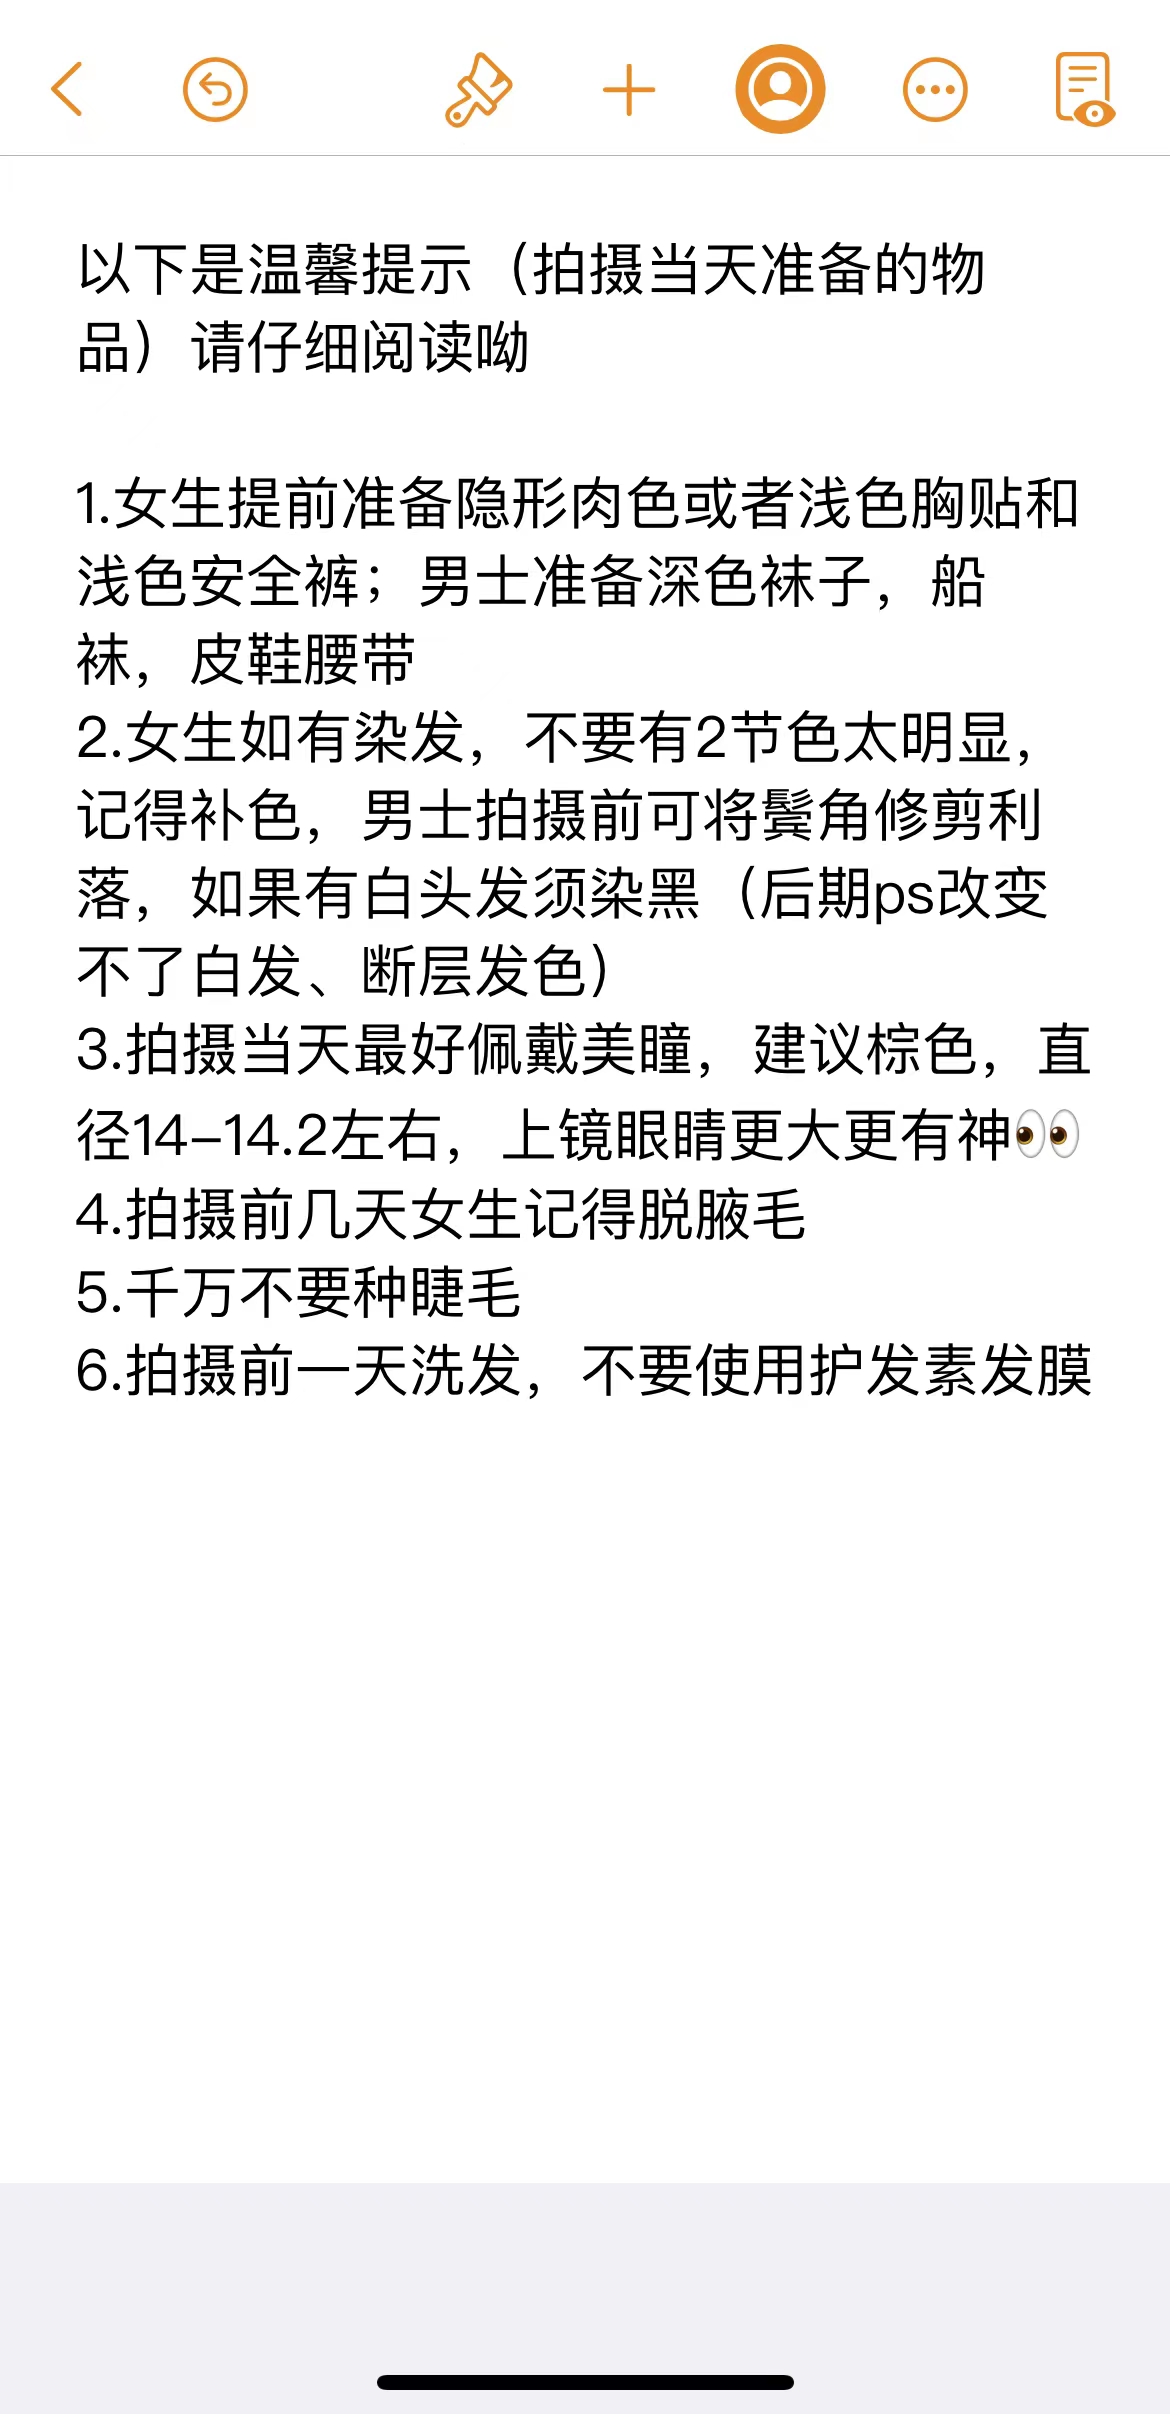 以下是温馨提示（拍摄当天准备的物
品）请仔细阅读呦
1.女生提前准备隐形肉色或者浅色胸贴和
浅色安全裤；男士准备深色袜子，船
袜，皮鞋腰带
2.女生如有染发，不要有2节色太明显，
记得补色，男士拍摄前可将鬓角修剪利
落，如果有白头发须染黑（后期ps改变
不了白发、断层发色）
3.拍摄当天最好佩戴美瞳，建议棕色，直
径14–14.2左右，上镜眼睛更大更有神👀
4.拍摄前几天女生记得脱腋毛
5.千万不要种睫毛
6.拍摄前一天洗发，不要使用护发素发膜